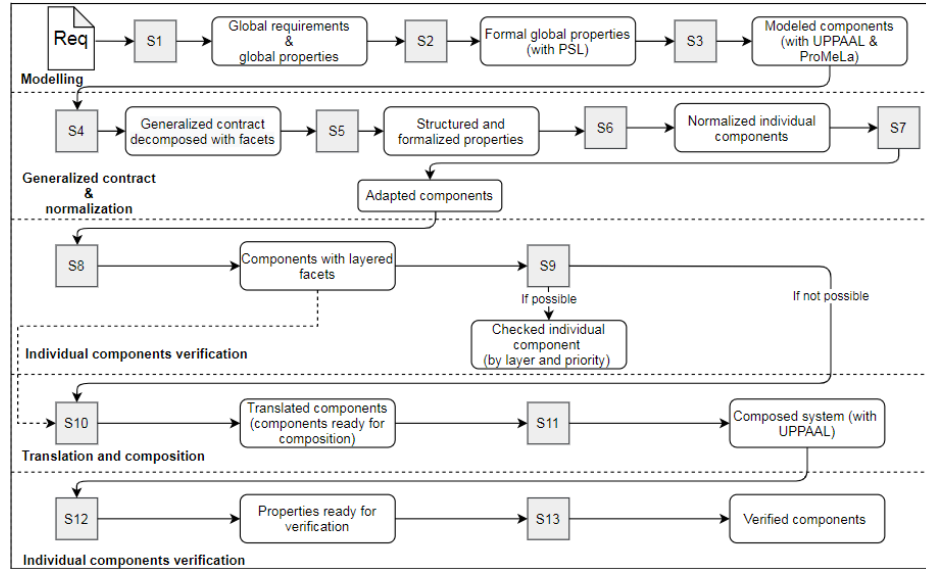 Req
S1
Global requirements
&
global properties
S2
Formal global properties
(with PSL)
S3
Modeled components
(with UPPAAL &
ProMeLa)
Modelling
S4
Generalized contract
decomposed with facets
S5
Structured and
formalized properties
S6
Normalized individual
components
S7
Generalized contract
&
normalization
Adapted components
S8
Components with layered
facets
S9
If possible
If not possible
Checked individual
component
(by layer and priority)
Individual components verification
S10
Translated components
(components ready for
composition)
S11
Composed system (with
UPPAAL)
Translation and composition
S12
Properties ready for
verification
S13
Verified components
Individual components verification